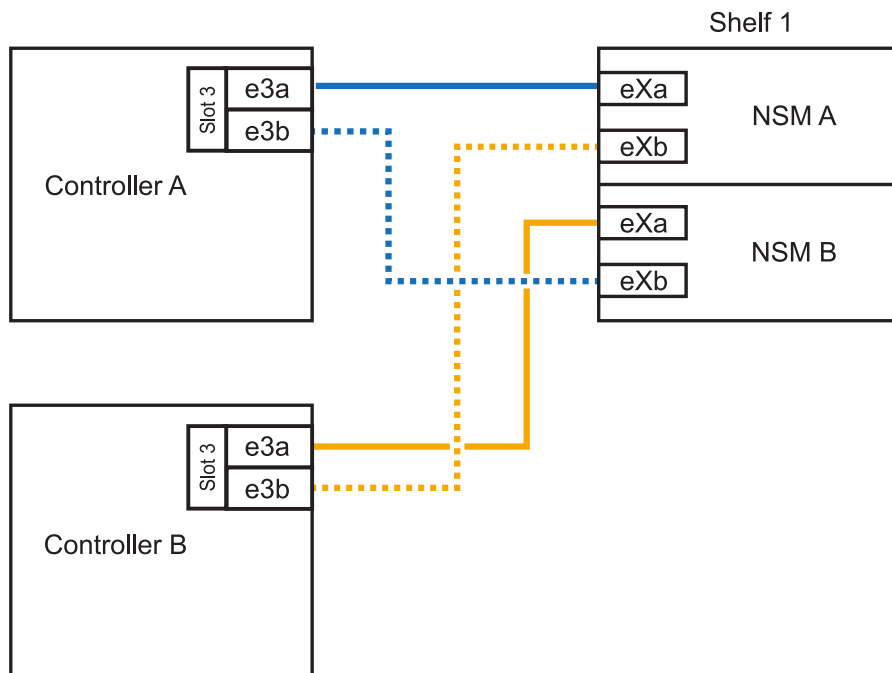 Shelf 1
Slot 3
e3a
e3b
Controller A
eXa
eXb
NSM A
eXa
eXb
NSM B
Slot 3
e3a
e3b
Controller B